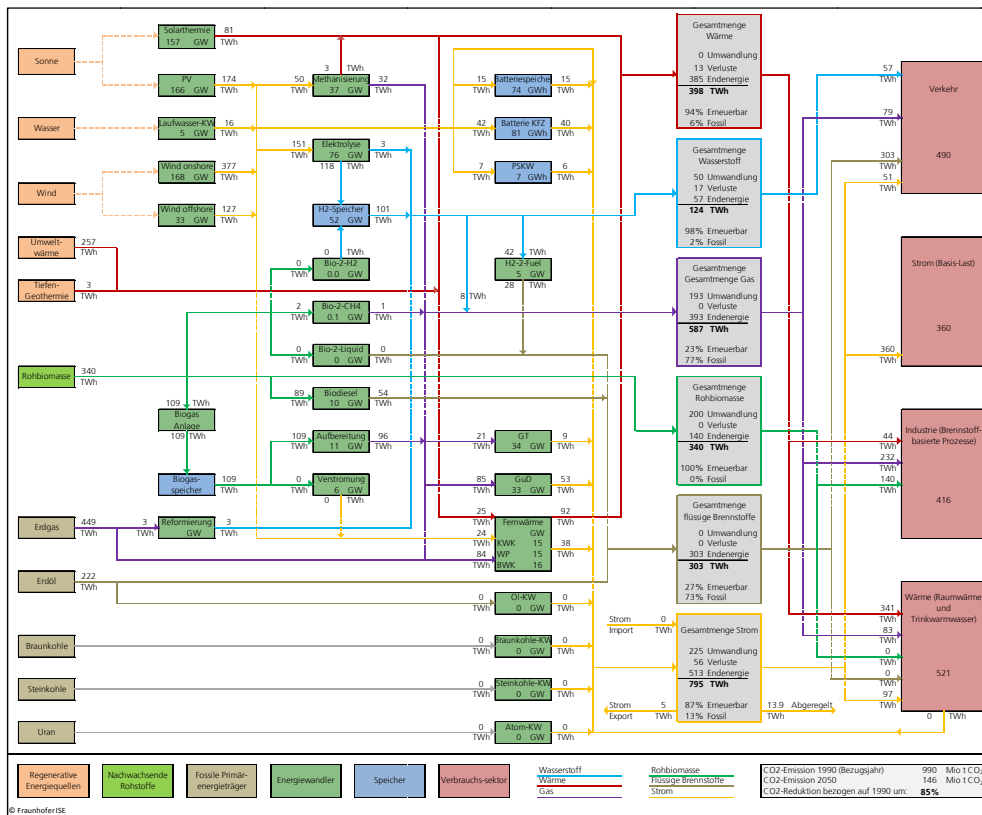 Solarthermie
157 GW
81
TWh
Sonne
PV
166 GW
174
TWh
50
TWh
3
TWh
Methanisierung
37 GW
32
TWh
15
TWh
Batteriespeicher
74 GWh
15
TWh
Wasser
Laufwasser-KW
5 GW
16
TWh
42
TWh
Batterie KFZ
81 GWh
40
TWh
151
TWh
Elektrolyse
76 GW
3
TWh
118 TWh
Wind
Wind onshore
168 GW
377
TWh
7
TWh
PSKW
7 GWh
6
TWh
Wind offshore
33 GW
127
TWh
H2-Speicher
52 GW
101
TWh
Umwelt-
wärme
257
TWh
0 TWh
0
TWh
Bio-2-H2
0.0 GW
42 TWh
H2-2-Fuel
5 GW
28 TWh
Tiefen-
Geothermie
3
TWh
8 TWh
2
TWh
Bio-2-CH4
0.1 GW
1
TWh
0
TWh
Bio-2-Liquid
0 GW
0
TWh
Rohbiomasse
340
TWh
89
TWh
Biodiesel
10 GW
54
TWh
109 TWh
Biogas
Anlage
109 TWh
109
TWh
Aufbereitung
11 GW
96
TWh
21
TWh
GT
34 GW
9
TWh
Biogas-
speicher
109
TWh
0
TWh
Verstromung
6 GW
0 TWh
85
TWh
GuD
33 GW
53
TWh
Erdgas
449
TWh
3
TWh
Reformierung
GW
3
TWh
25
TWh
24
TWh
84
TWh
Fernwärme
GW
KWK 15
WP 15
BWK 16
92
TWh
38
TWh
Erdöl
222
TWh
0
TWh
Öl-KW
0 GW
0
TWh
Braunkohle
0
TWh
Braunkohle-KW
0 GW
0
TWh
Steinkohle
0
TWh
Steinkohle-KW
0 GW
0
TWh
Uran
0
TWh
Atom-KW
0 GW
0
TWh
Gesamtmenge
Wärme
0 Umwandlung
13 Verluste
385 Endenergie
398 TWh
94% Erneuerbar
6% Fossil
Gesamtmenge
Wasserstoff
50 Umwandlung
17 Verluste
57 Endenergie
124 TWh
98% Erneuerbar
2% Fossil
Gesamtmenge
Gesamtmenge Gas
193 Umwandlung
0 Verluste
393 Endenergie
587 TWh
23% Erneuerbar
77% Fossil
Gesamtmenge
Rohbiomasse
200 Umwandlung
0 Verluste
140 Endenergie
340 TWh
100% Erneuerbar
0% Fossil
Gesamtmenge
flüssige Brennstoffe
0 Umwandlung
0 Verluste
303 Endenergie
303 TWh
27% Erneuerbar
73% Fossil
Strom 0
Import TWh
Gesamtmenge Strom
225 Umwandlung
56 Verluste
513 Endenergie
795 TWh
87% Erneuerbar
13% Fossil
Strom 5
Export TWh
13.9 Abgeregelt
TWh
57
TWh
79
TWh
303
TWh
51
TWh
Verkehr
490
Strom (Basis-Last)
360
360
TWh
44
TWh
232
TWh
140
TWh
Industrie (Brennstoff-
basierte Prozesse)
416
341
TWh
83
TWh
0
TWh
0
TWh
97
TWh
Wärme (Raumwärme
und
Trinkwarmwasser)
521
0 TWh
Regenerative
Energiequellen
Nachwachsende
Rohstoffe
Fossile Primär-
energieträger
Energiewandler
Speicher
Verbrauchs-sektor
Wasserstoff
Wärme
Gas
Rohbiomasse
Flüssige Brennstoffe
Strom
CO2-Emission 1990 (Bezugsjahr) 990 Mio t CO
CO2-Emission 2050 146 Mio t CO
CO2-Reduktion bezogen auf 1990 um: 85%
© Fraunhofer ISE